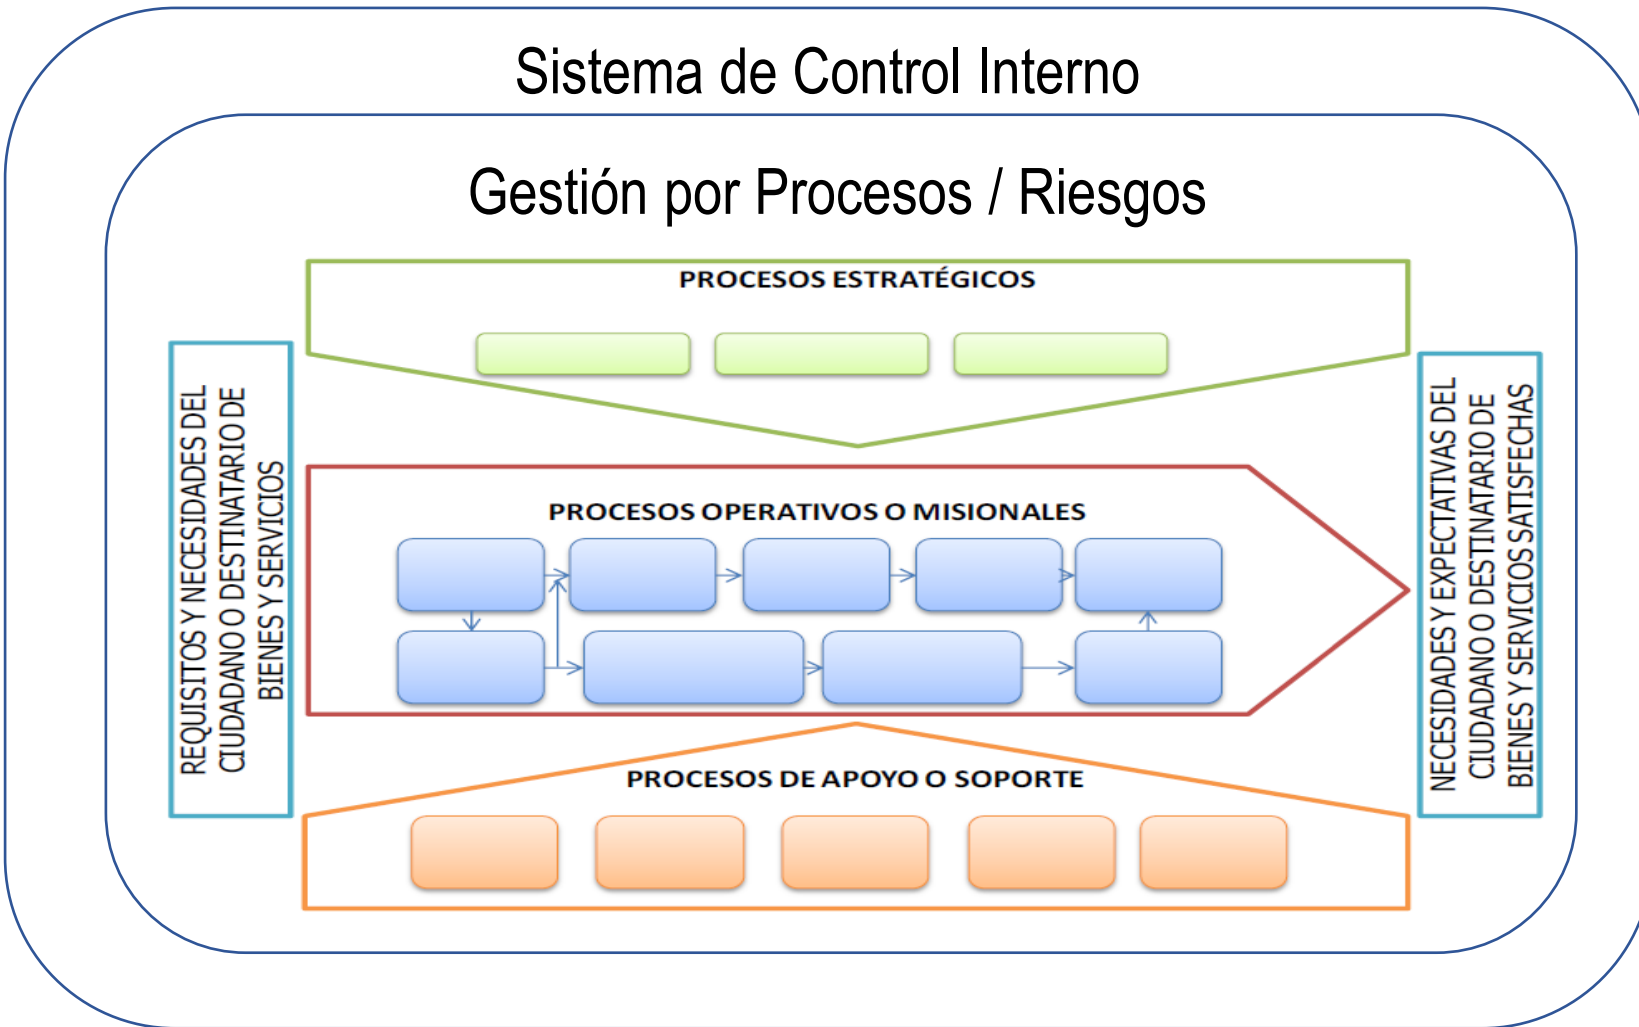 Sistema de Control Interno
Gestión por Procesos / Riesgos
PROCESOS ESTRATÉGICOS
REQUISITOS Y NECESIDADES DEL
CIUDADANO O DESTINATARIO DE
BIENES Y SERVICIOS
PROCESOS OPERATIVOS O MISIONALES
PROCESOS DE APOYO O SOPORTE
NECESIDADES Y EXPECTATIVAS DEL
CIUDADANO O DESTINATARIO DE
BIENES Y SERVICIOS SATISFECHAS